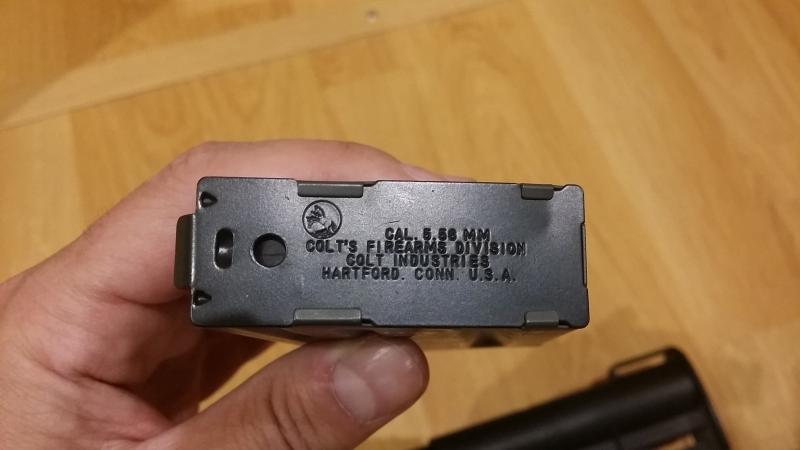 CAL. 5.56 MM
COLT'S FIREARMS DIVISION
COLT INDUSTRIES
HARTFORD. CONN. U.S.A.